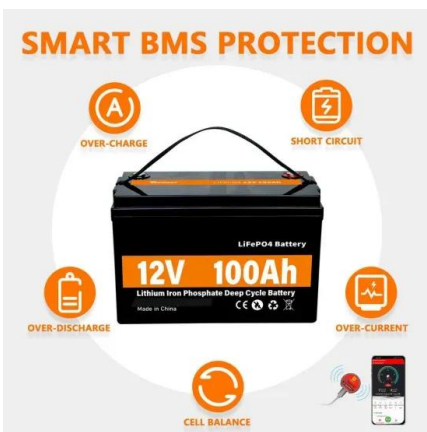 SMART BMS PROTECTION
A
OVER-CHARGE
SHORT CIRCUIT
LiFePO4 Battery
12V 100Ah
Lithium Iron Phosphate Deep Cycle Battery
Made in China
CE
OVER-DISCHARGE
OVER-CURRENT
CELL BALANCE